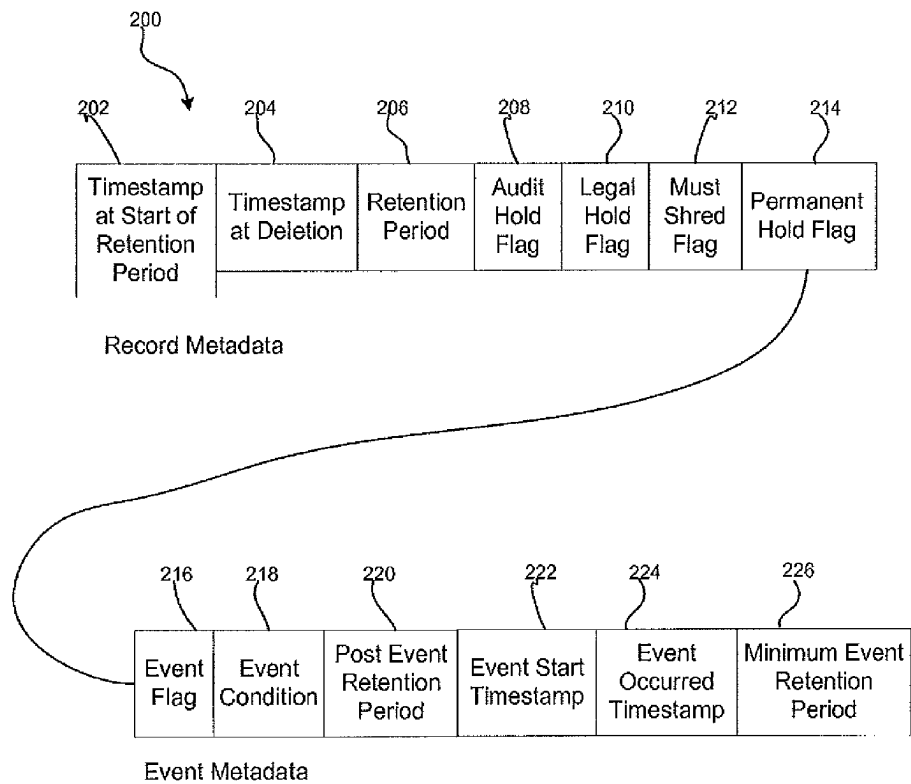 200
202 204 206 208 210 212 214
Timestamp at Start of Retention Period
Timestamp at Deletion
Retention Period
Audit Hold Flag
Legal Hold Flag
Must Shred Flag
Permanent Hold Flag
Record Metadata
216 218 220 222 224 226
Event Flag
Event Condition
Post Event Retention Period
Event Start Timestamp
Event Occurred Timestamp
Minimum Event Retention Period
Event Metadata